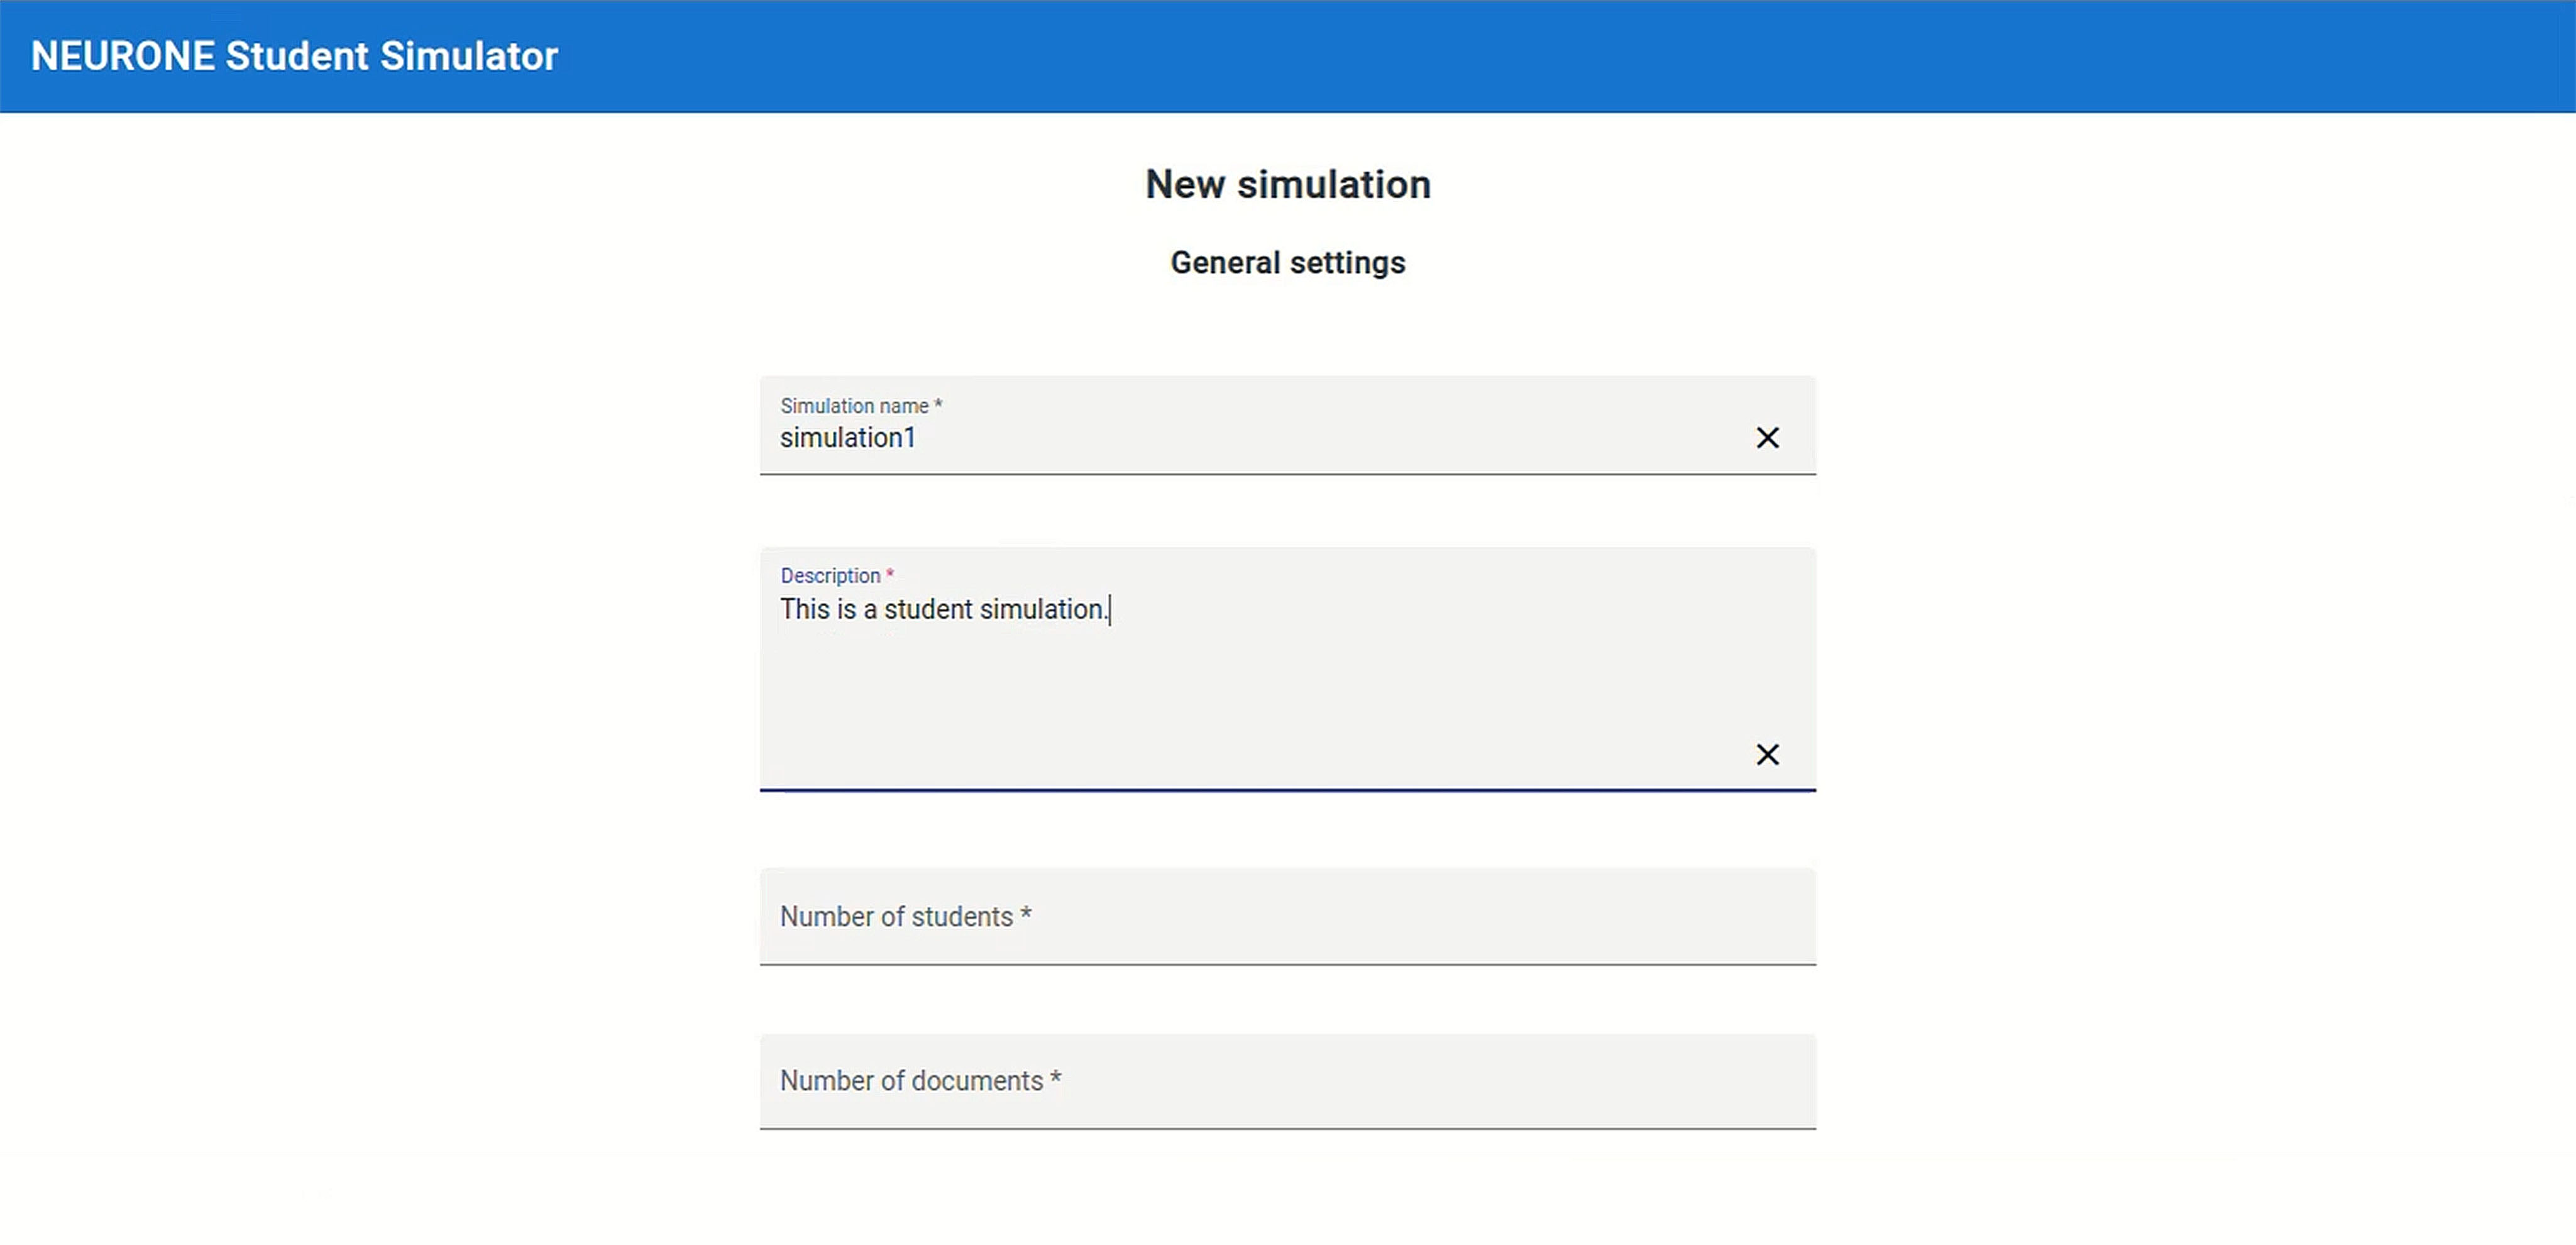 NEURONE Student Simulator
New simulation
General settings
Simulation name *
simulation1
Description *
This is a student simulation.
Number of students *
Number of documents *